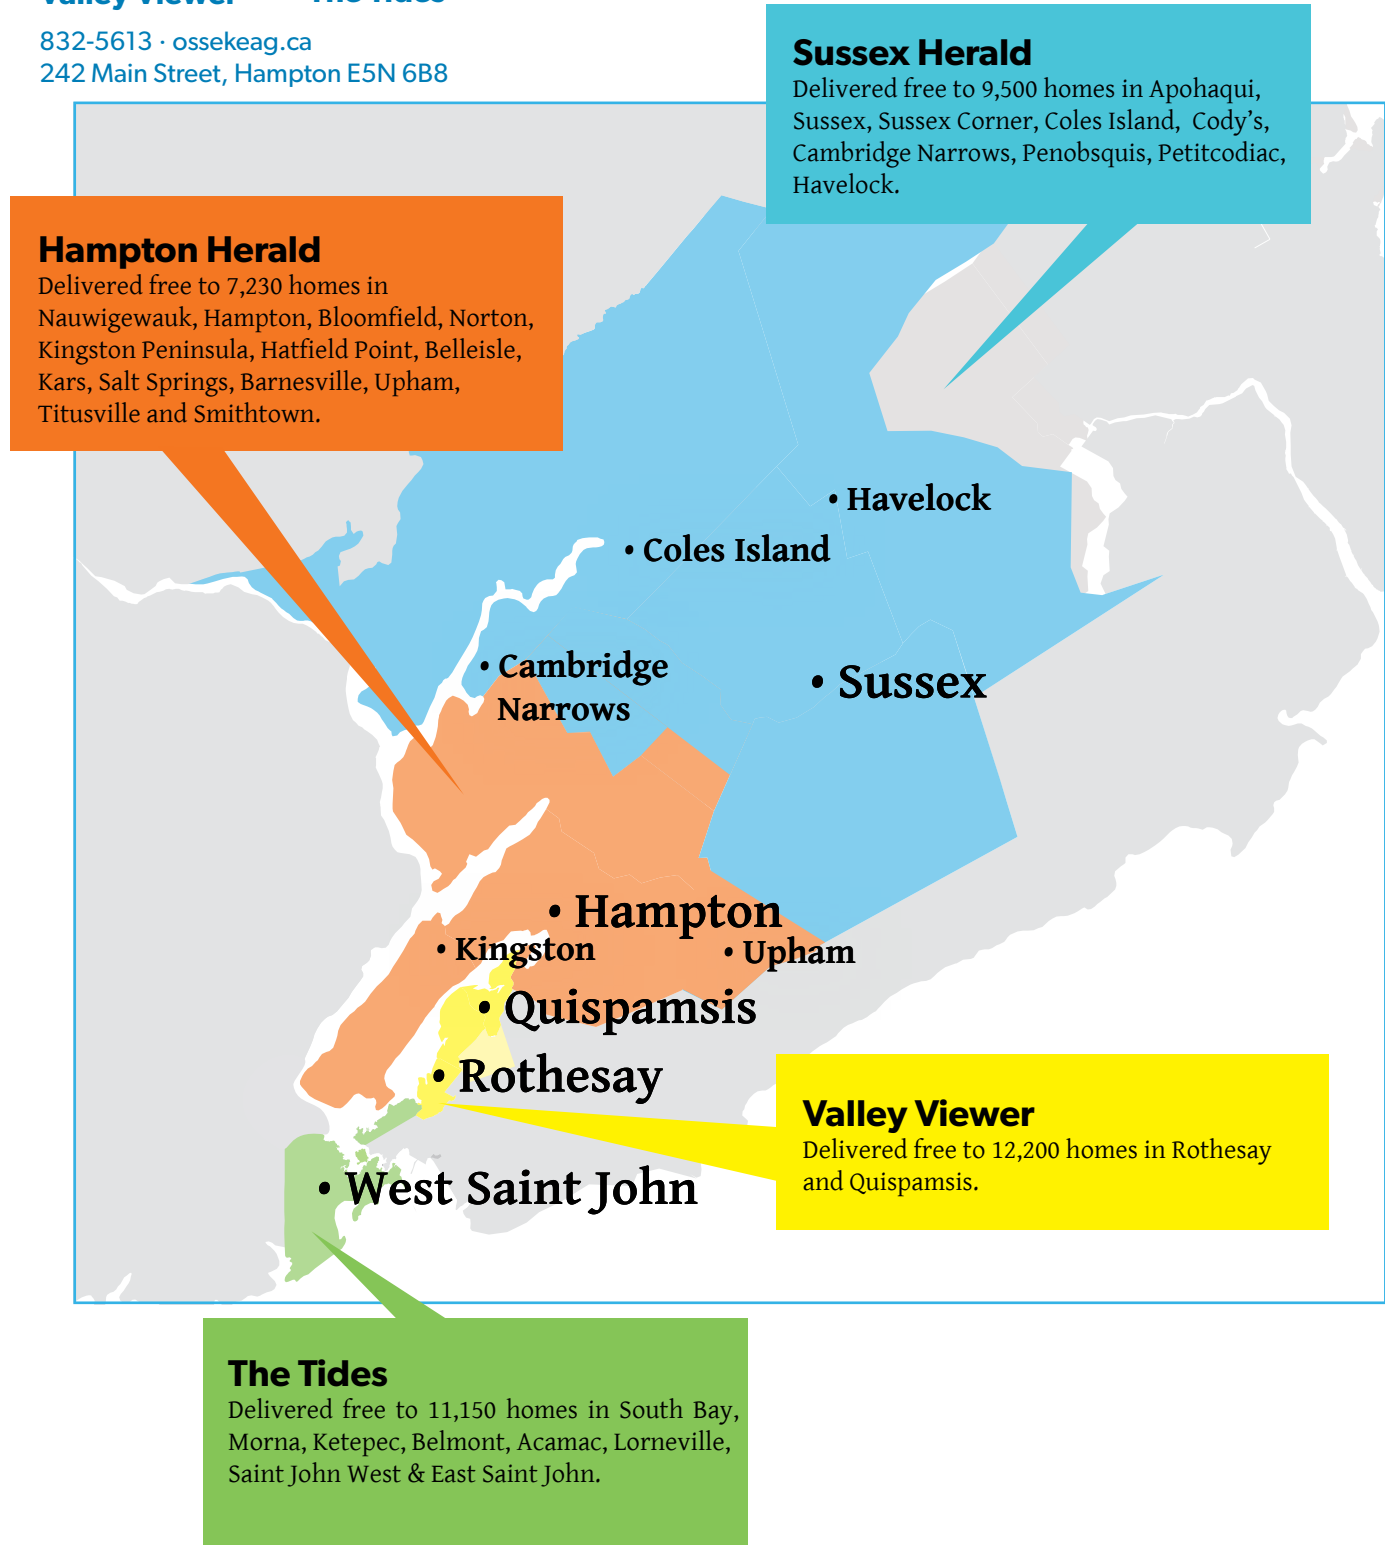 Valley Viewer The Tides
832-5613 · ossekeag.ca
242 Main Street, Hampton E5N 6B8
Sussex Herald
Delivered free to 9,500 homes in Apohaqui,
Sussex, Sussex Corner, Coles Island, Cody's,
Cambridge Narrows, Penobsquis, Petitcodiac,
Havelock.
Hampton Herald
Delivered free to 7,230 homes in
Nauwigewauk, Hampton, Bloomfield, Norton,
Kingston Peninsula, Hatfield Point, Belleisle,
Kars, Salt Springs, Barnesville, Upham,
Titusville and Smithtown.
• Havelock
• Coles Island
• Cambridge
Narrows
• Sussex
• Hampton
• Kingston
• Upham
• Quispamsis
• Rothesay
Valley Viewer
Delivered free to 12,200 homes in Rothesay
and Quispamsis.
• West Saint John
The Tides
Delivered free to 11,150 homes in South Bay,
Morna, Ketepec, Belmont, Acamac, Lorneville,
Saint John West & East Saint John.